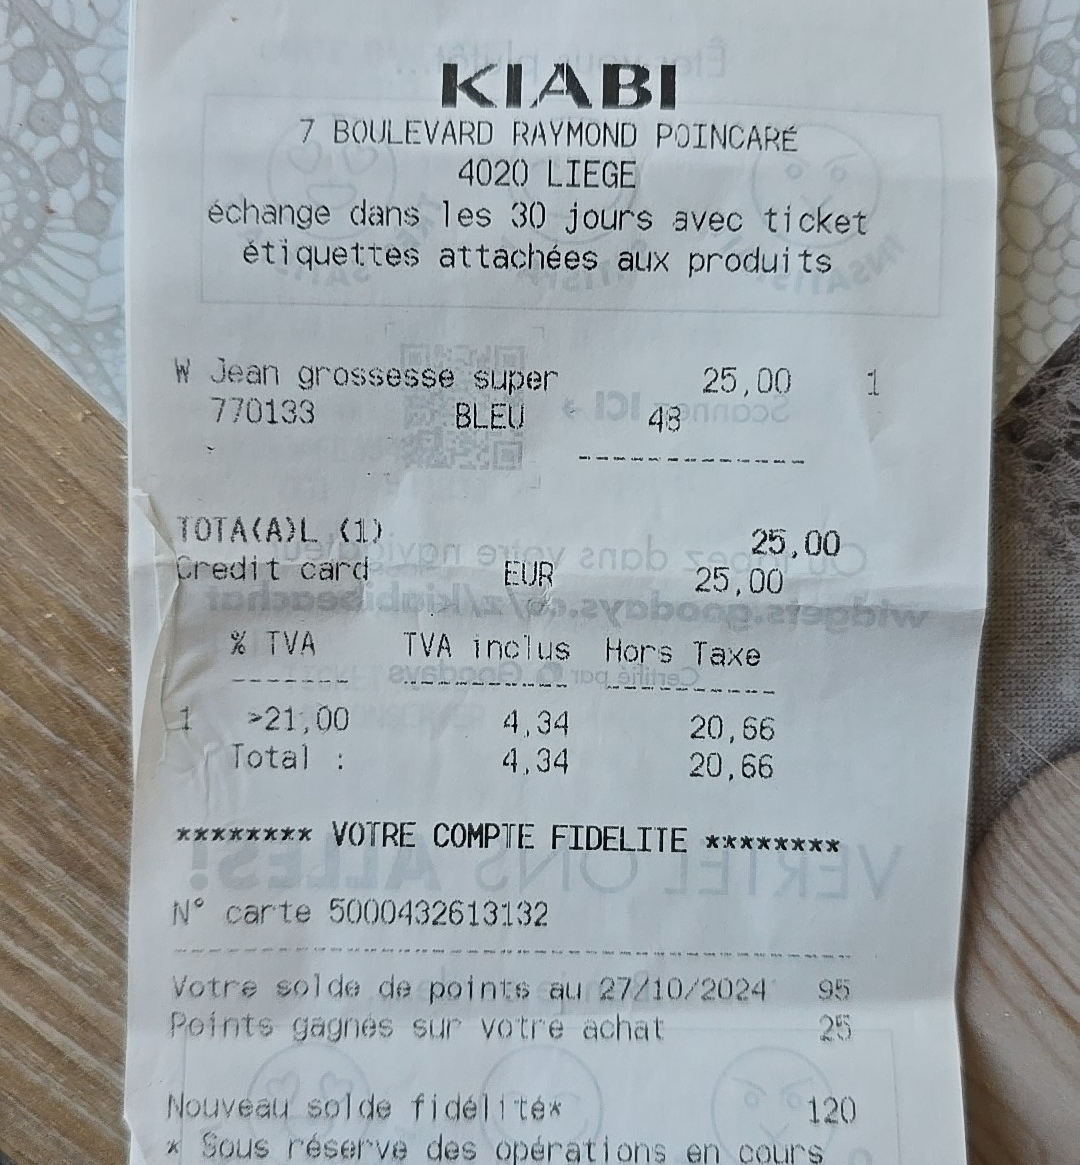 KIABI
7 BOULEVARD RAYMOND POINCARÉ
4020 LIEGE
échange dans les 30 jours avec ticket
étiquettes attachées aux produits
W Jean grossesse super 25,00 1
770133 BLEU 48
TOTA(A)L (1) 25,00
Credit card EUR 25,00
% TVA TVA inclus Hors Taxe
1 >21,00 4,34 20,66
Total : 4,34 20,66
******** VOTRE COMPTE FIDELITE ********
N° carte 5000432613132
Votre solde de points au 27/10/2024 95
Points gagnés sur votre achat 25
Nouveau solde fidélité* 120
* Sous réserve des opérations en cours